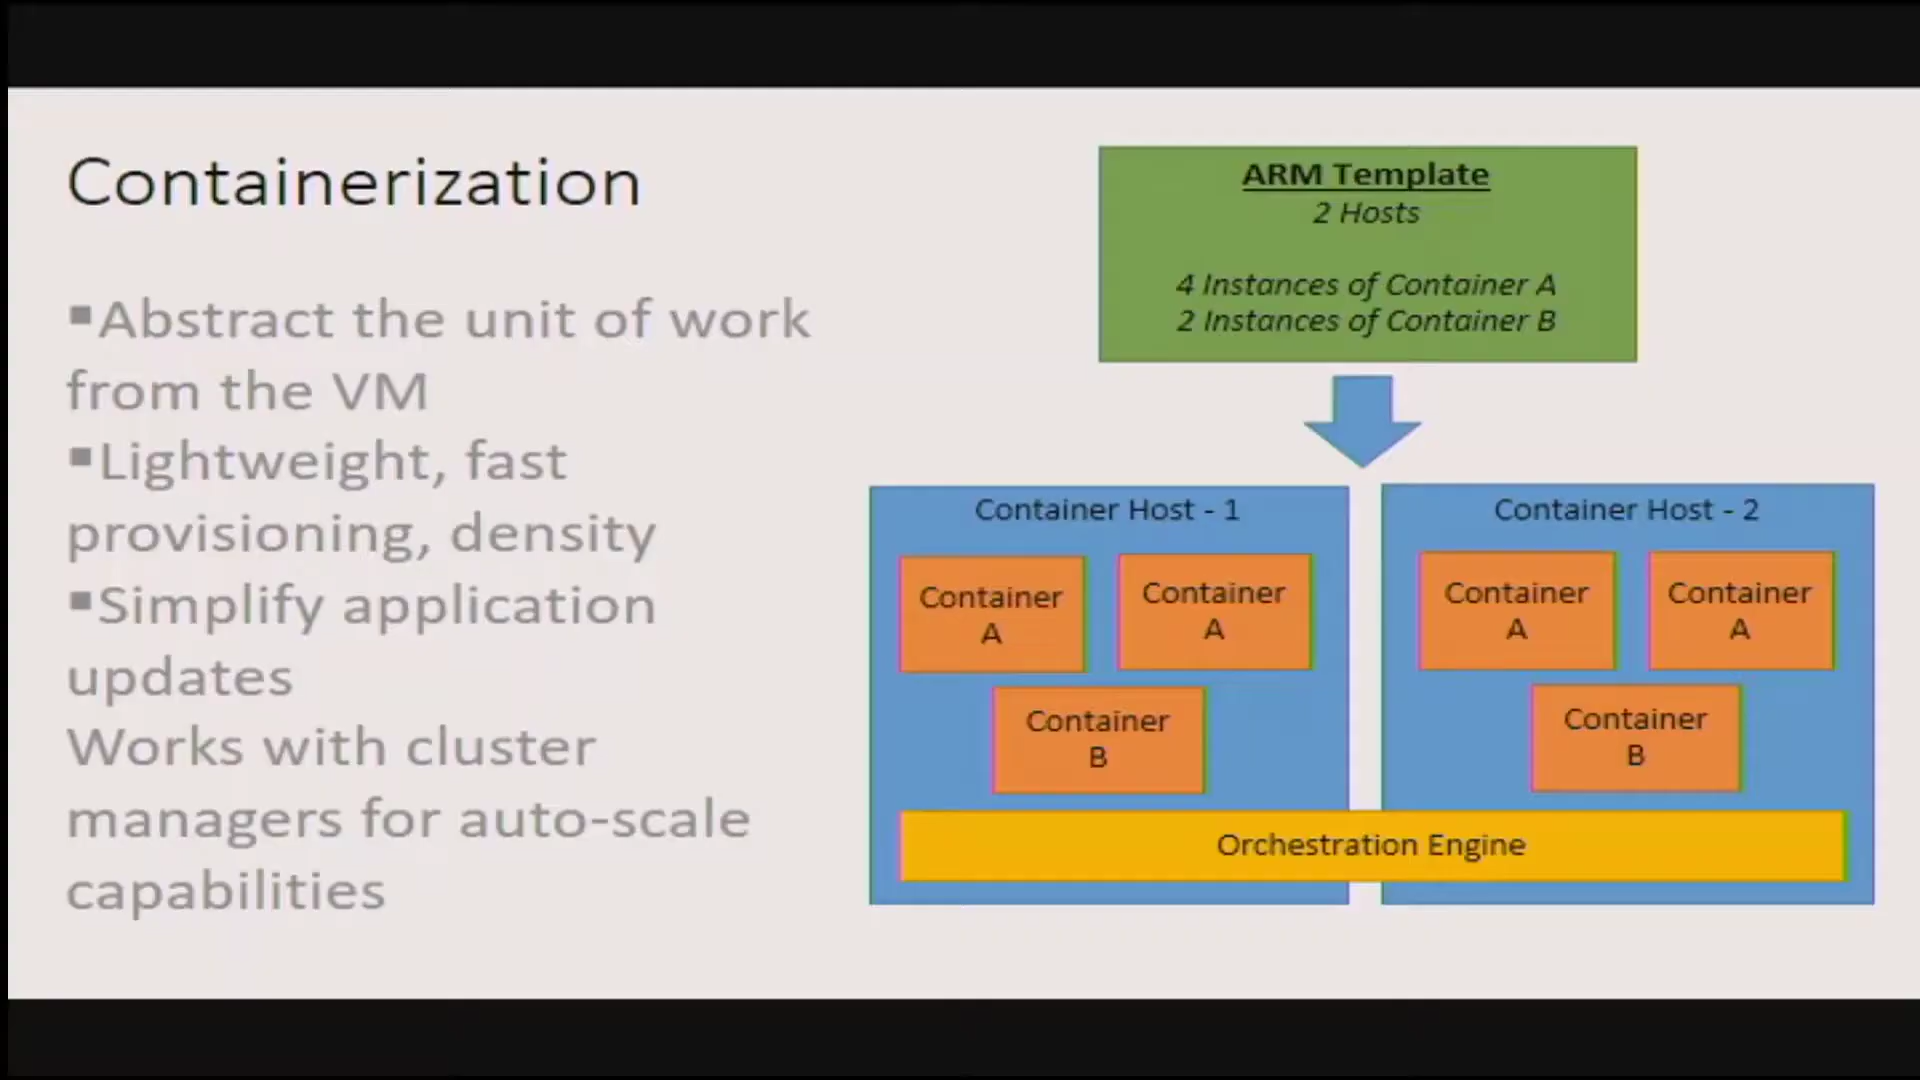 Containerization
▪Abstract the unit of work
from the VM
▪Lightweight, fast
provisioning, density
▪Simplify application
updates
Works with cluster
managers for auto-scale
capabilities
ARM Template
2 Hosts
4 Instances of Container A
2 Instances of Container B
Container Host - 1
Container
A
Container
A
Container
B
Container Host - 2
Container
A
Container
A
Container
B
Orchestration Engine